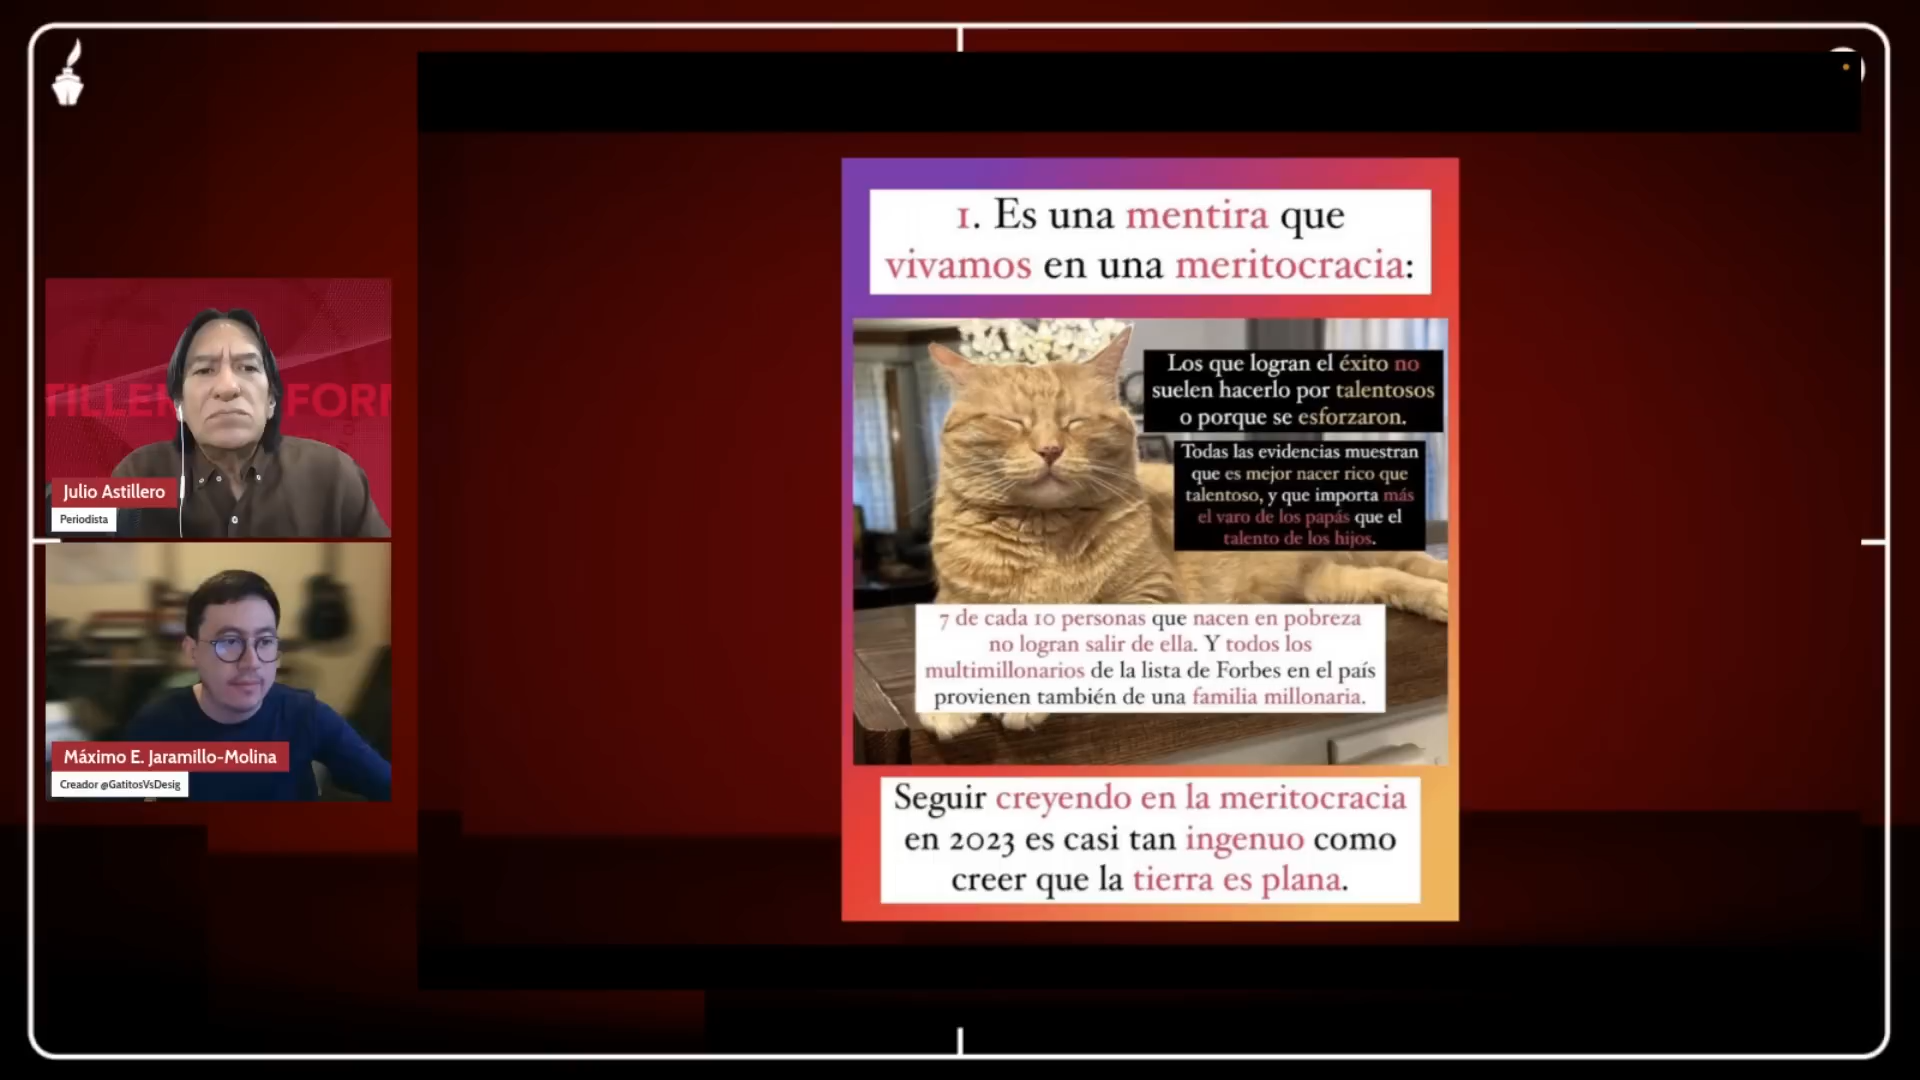 1. Es una mentira que
vivamos en una meritocracia:
Los que logran el éxito no
suelen hacerlo por talentosos
o porque se esforzaron.
Todas las evidencias muestran
que es mejor nacer rico que
talentoso, y que importa más
el varo de los papás que el
talento de los hijos.
7 de cada 10 personas que nacen en pobreza
no logran salir de ella. Y todos los
multimillonarios de la lista de Forbes en el país
provienen también de una familia millonaria.
Seguir creyendo en la meritocracia
en 2023 es casi tan ingenuo como
creer que la tierra es plana.
TILLE FORM
Julio Astillero
Periodista
Máximo E. Jaramillo-Molina
Creador @GatitosVsDesig